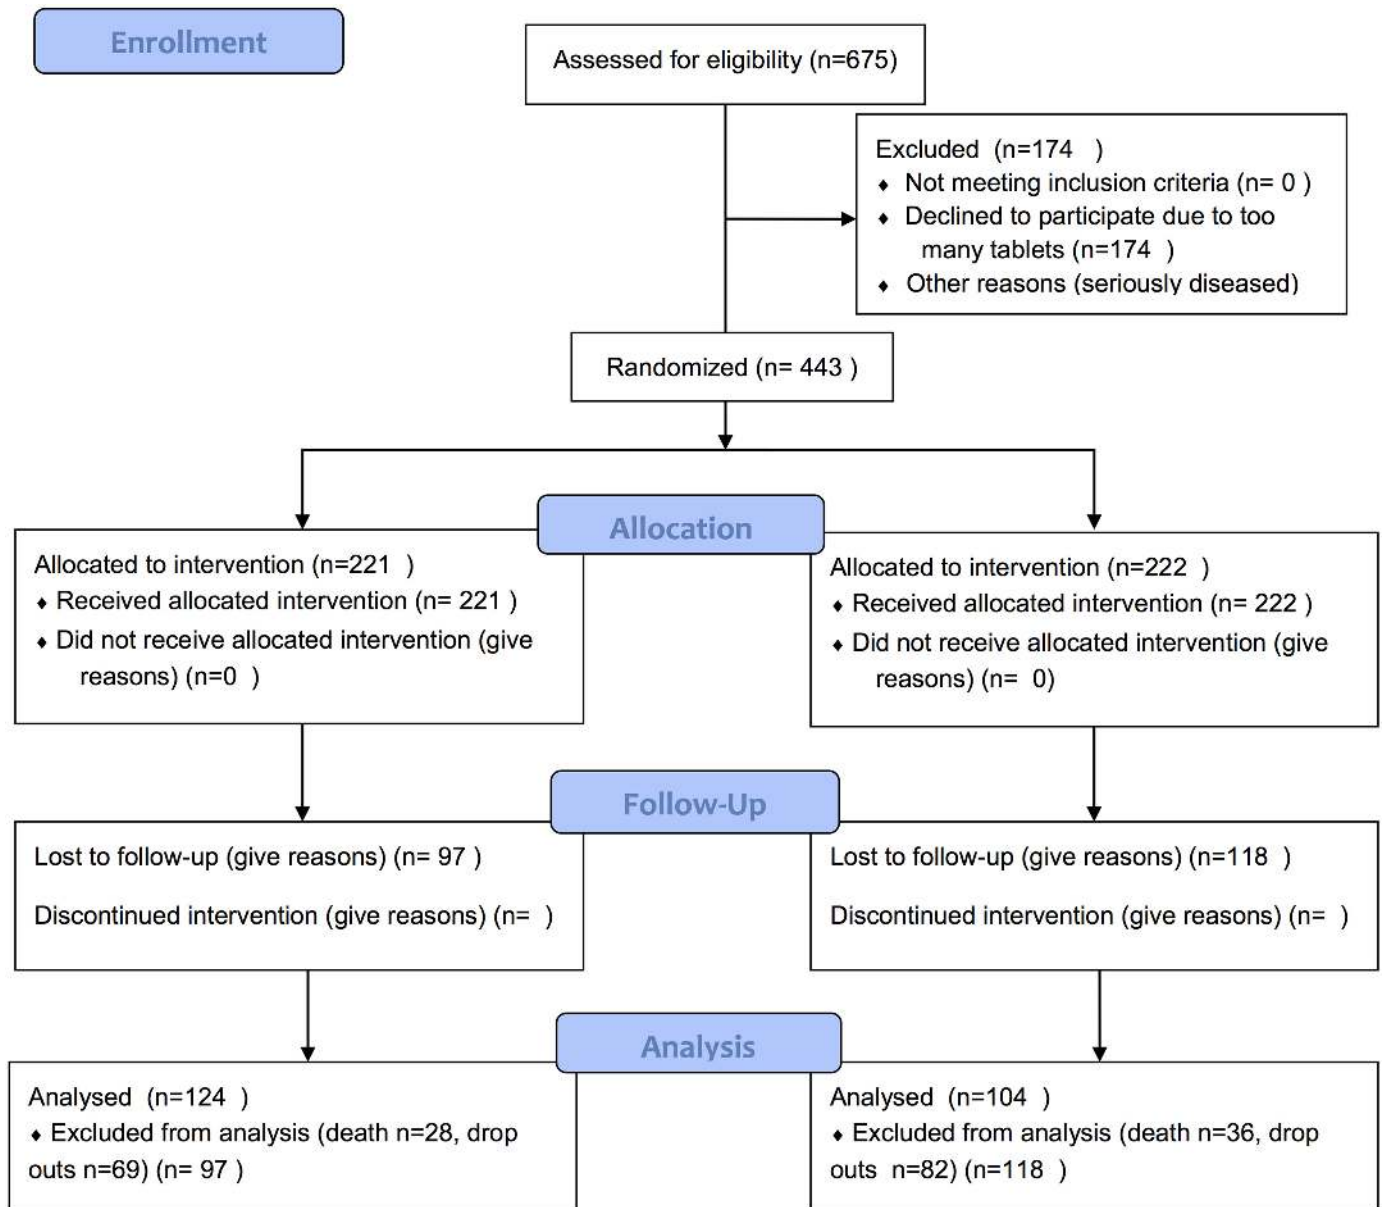 Enrollment
Assessed for eligibility (n=675)
Excluded (n=174 )
♦ Not meeting inclusion criteria (n= 0 )
♦ Declined to participate due to too
many tablets (n=174 )
♦ Other reasons (seriously diseased)
Randomized (n= 443 )
Allocation
Allocated to intervention (n=221 )
♦ Received allocated intervention (n= 221 )
♦ Did not receive allocated intervention (give
reasons) (n=0 )
Allocated to intervention (n=222 )
♦ Received allocated intervention (n= 222 )
♦ Did not receive allocated intervention (give
reasons) (n= 0)
Follow-Up
Lost to follow-up (give reasons) (n= 97 )
Discontinued intervention (give reasons) (n= )
Lost to follow-up (give reasons) (n=118 )
Discontinued intervention (give reasons) (n= )
Analysis
Analysed (n=124 )
♦ Excluded from analysis (death n=28, drop
outs n=69) (n= 97 )
Analysed (n=104 )
♦ Excluded from analysis (death n=36, drop
outs n=82) (n=118 )